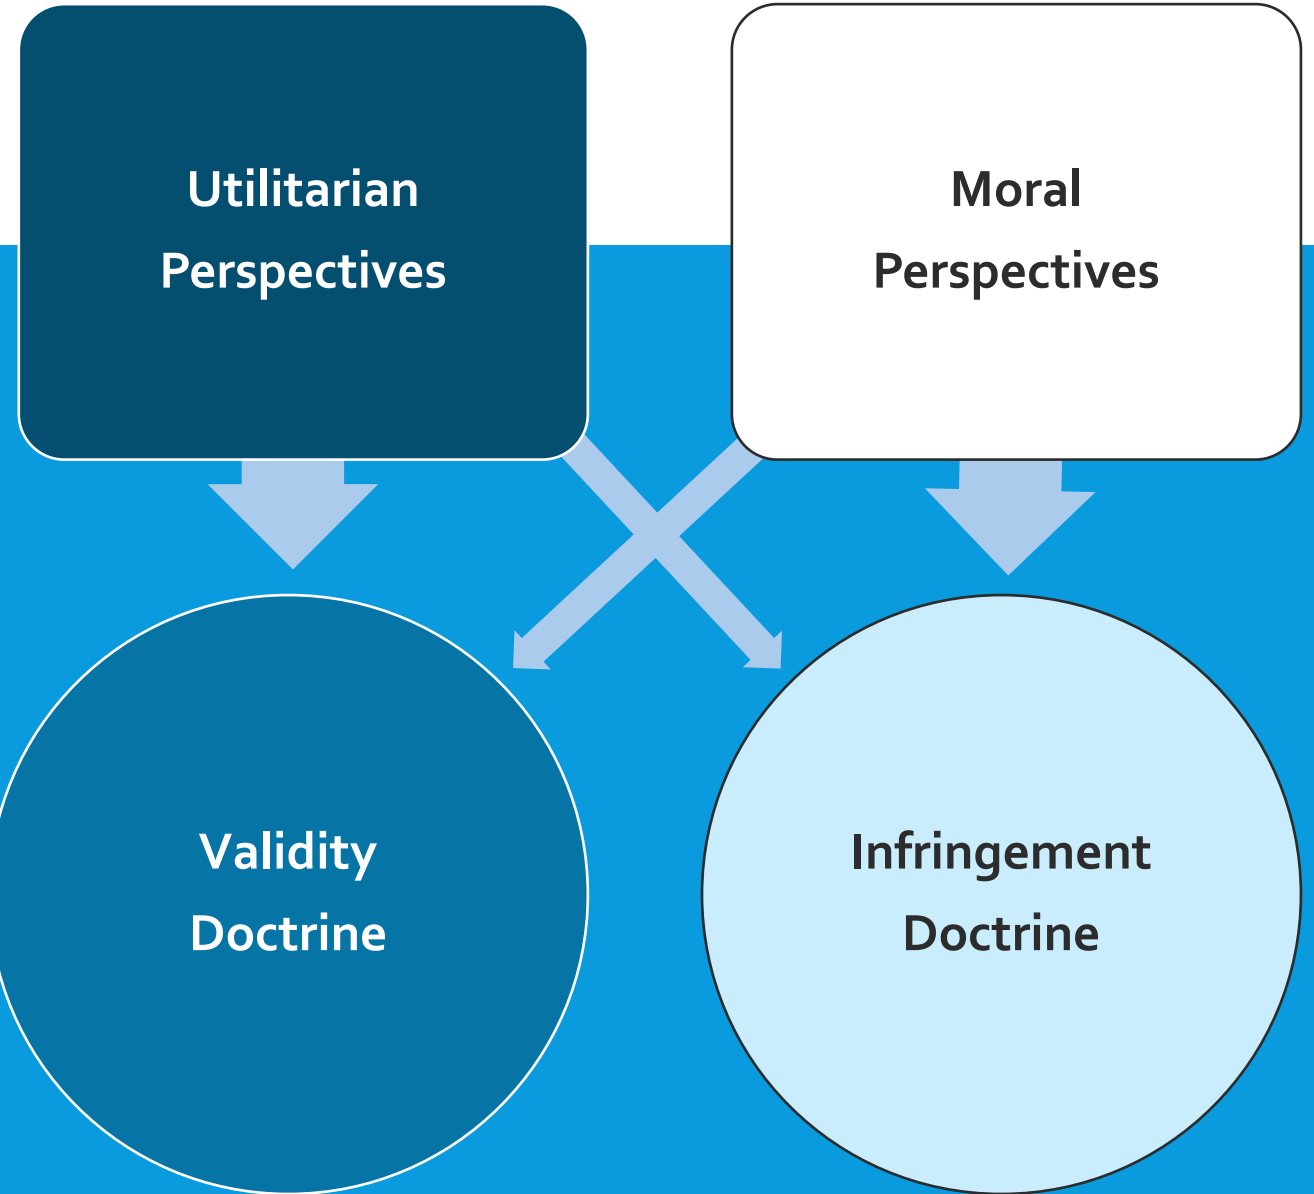 Utilitarian
Perspectives
Moral
Perspectives
Validity
Doctrine
Infringement
Doctrine